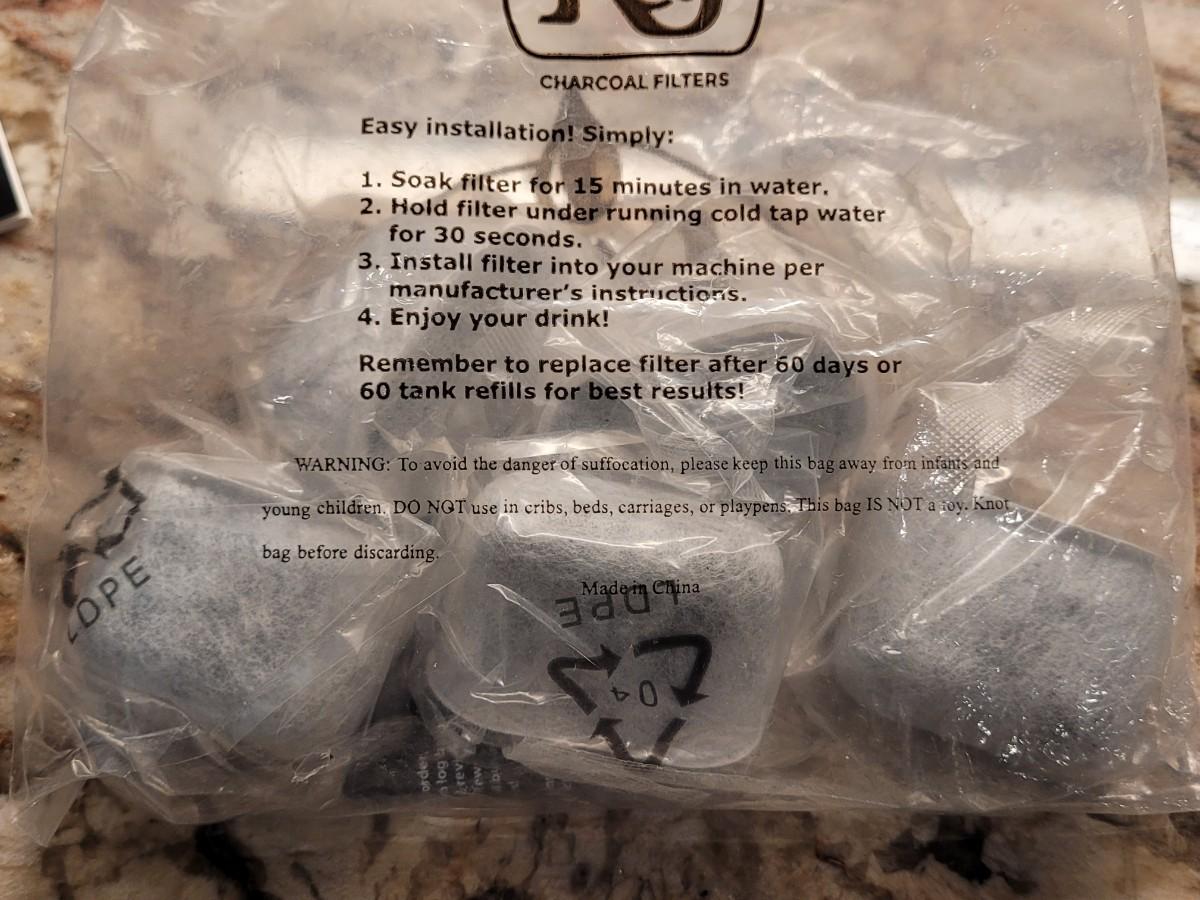 CHARCOAL FILTERS
Easy installation! Simply:
1. Soak filter for 15 minutes in water.
2. Hold filter under running cold tap water
for 30 seconds.
3. Install filter into your machine per
manufacturer's instructions.
4. Enjoy your drink!
Remember to replace filter after 60 days or
60 tank refills for best results!
WARNING: To avoid the danger of suffocation, please keep this bag away from infants and
young children. DO NOT use in cribs, beds, carriages, or playpens. This bag IS NOT a toy. Knot
bag before discarding.
Made in China
LDPE
LDPE
04